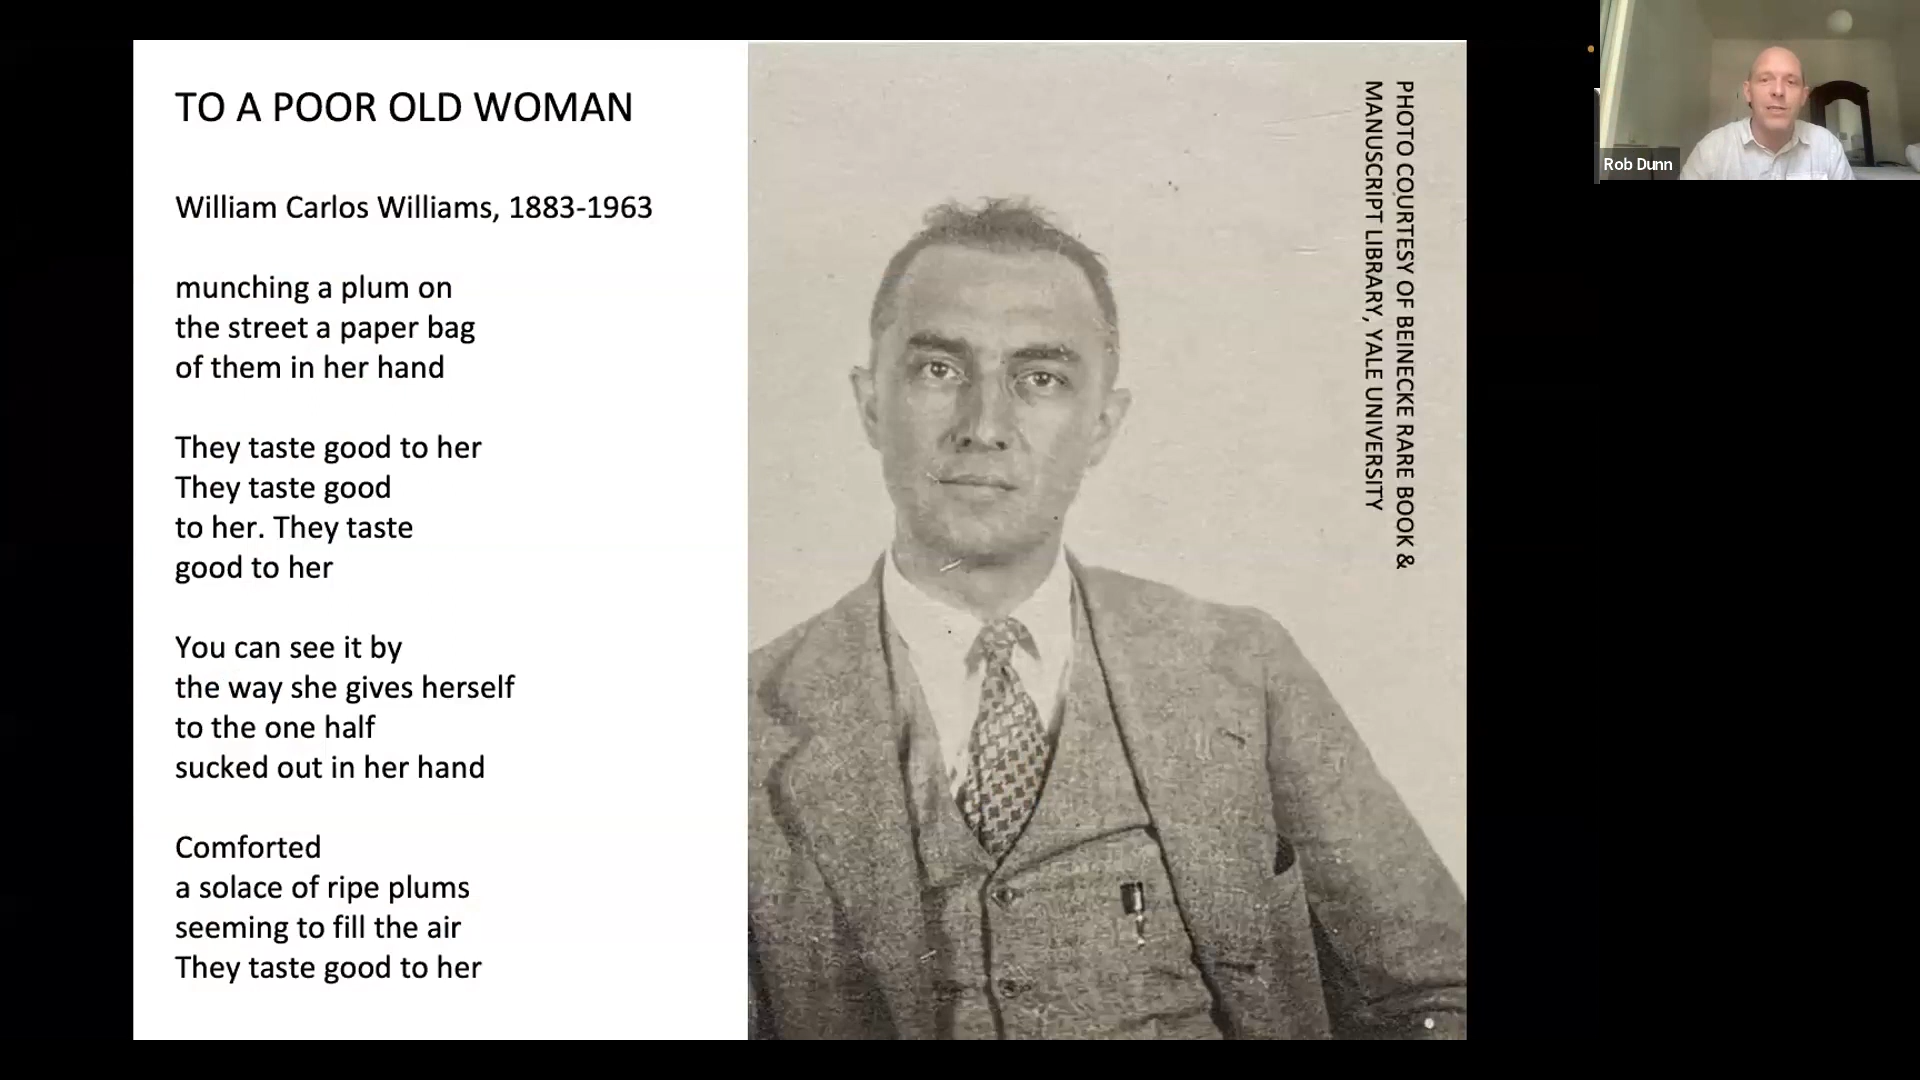 TO A POOR OLD WOMAN
William Carlos Williams, 1883-1963
munching a plum on
the street a paper bag
of them in her hand
They taste good to her
They taste good
to her. They taste
good to her
You can see it by
the way she gives herself
to the one half
sucked out in her hand
Comforted
a solace of ripe plums
seeming to fill the air
They taste good to her
PHOTO COURTESY OF BEINECKE RARE BOOK &
MANUSCRIPT LIBRARY, YALE UNIVERSITY
Rob Dunn